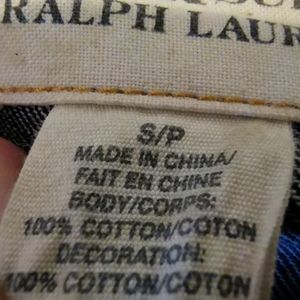 RALPH LAUR
S/P
MADE IN CHINA/
FAIT EN CHINE
BODY/CORPS:
100% COTTON/COTON
DECORATION:
100% COTTON/COTON